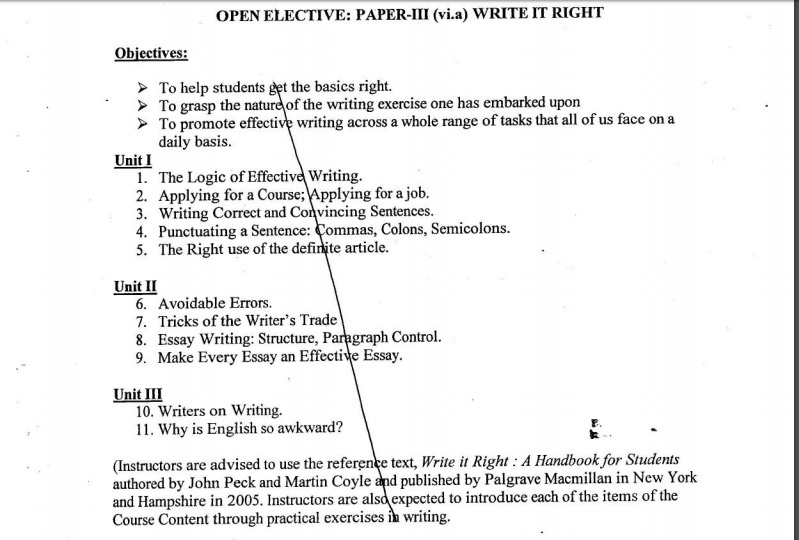 OPEN ELECTIVE: PAPER-III (vi.a) WRITE IT RIGHT
Objectives:
➢ To help students get the basics right.
➢ To grasp the nature of the writing exercise one has embarked upon
➢ To promote effective writing across a whole range of tasks that all of us face on a
daily basis.
Unit I
1. The Logic of Effective Writing.
2. Applying for a Course; Applying for a job.
3. Writing Correct and Convincing Sentences.
4. Punctuating a Sentence: Commas, Colons, Semicolons.
5. The Right use of the definite article.
Unit II
6. Avoidable Errors.
7. Tricks of the Writer's Trade
8. Essay Writing: Structure, Paragraph Control.
9. Make Every Essay an Effective Essay.
Unit III
10. Writers on Writing.
11. Why is English so awkward?
(Instructors are advised to use the reference text, Write it Right : A Handbook for Students
authored by John Peck and Martin Coyle and published by Palgrave Macmillan in New York
and Hampshire in 2005. Instructors are also expected to introduce each of the items of the
Course Content through practical exercises in writing.